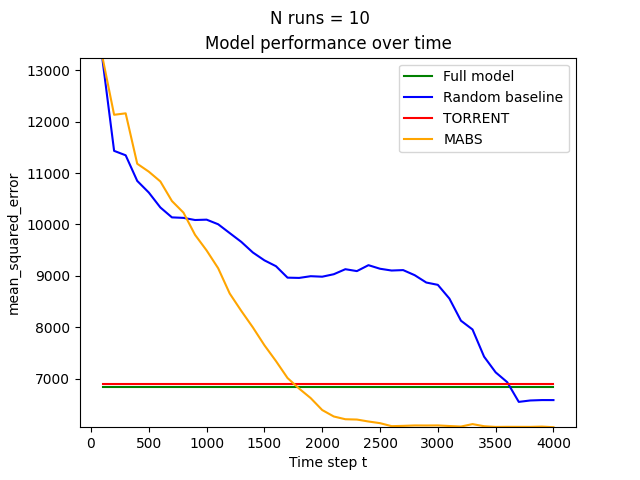 N runs = 10
Model performance over time
mean_squared_error
13000
12000
11000
10000
9000
8000
7000
Full model
Random baseline
TORRENT
MABS
0
500
1000
1500
2000
2500
3000
3500
4000
Time step t